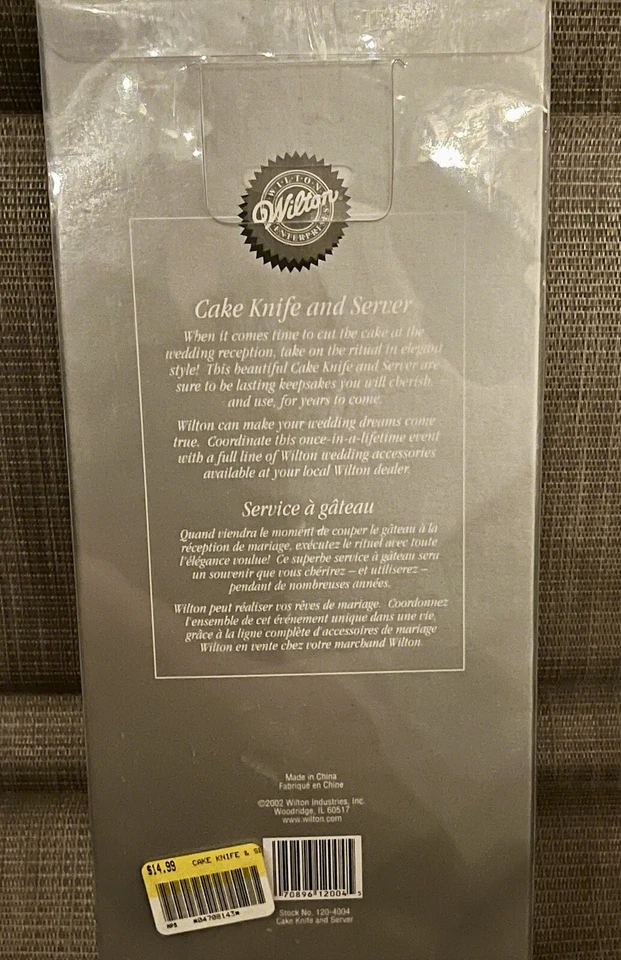 WILTON
Wilton
ENTERPRISES
Cake Knife and Server
When it comes time to cut the cake at the
wedding reception, take on the ritual in elegant
style! This beautiful Cake Knife and Server are
sure to be lasting keepsakes you will cherish,
and use, for years to come.
Wilton can make your wedding dreams come
true. Coordinate this once-in-a-lifetime event
with a full line of Wilton wedding accessories
available at your local Wilton dealer.
Service à gâteau
Quand viendra le moment de couper le gâteau à la
réception de mariage, exécutez le rituel avec toute
l'élégance voulue! Ce superbe service à gâteau sera
un souvenir que vous chérirez – et utiliserez –
pendant de nombreuses années.
Wilton peut réaliser vos rêves de mariage. Coordonnez
l'ensemble de cet événement unique dans une vie,
grâce à la ligne complète d'accessoires de mariage
Wilton en vente chez votre marchand Wilton.
Made in China
Fabriqué en Chine
©2002 Wilton Industries, Inc.
Woodridge, IL 60517
www.wilton.com
$14.99 CAKE KNIFE & SE
*04708143*
70896 12004 5
Stock No. 120-4004
Cake Knife and Server